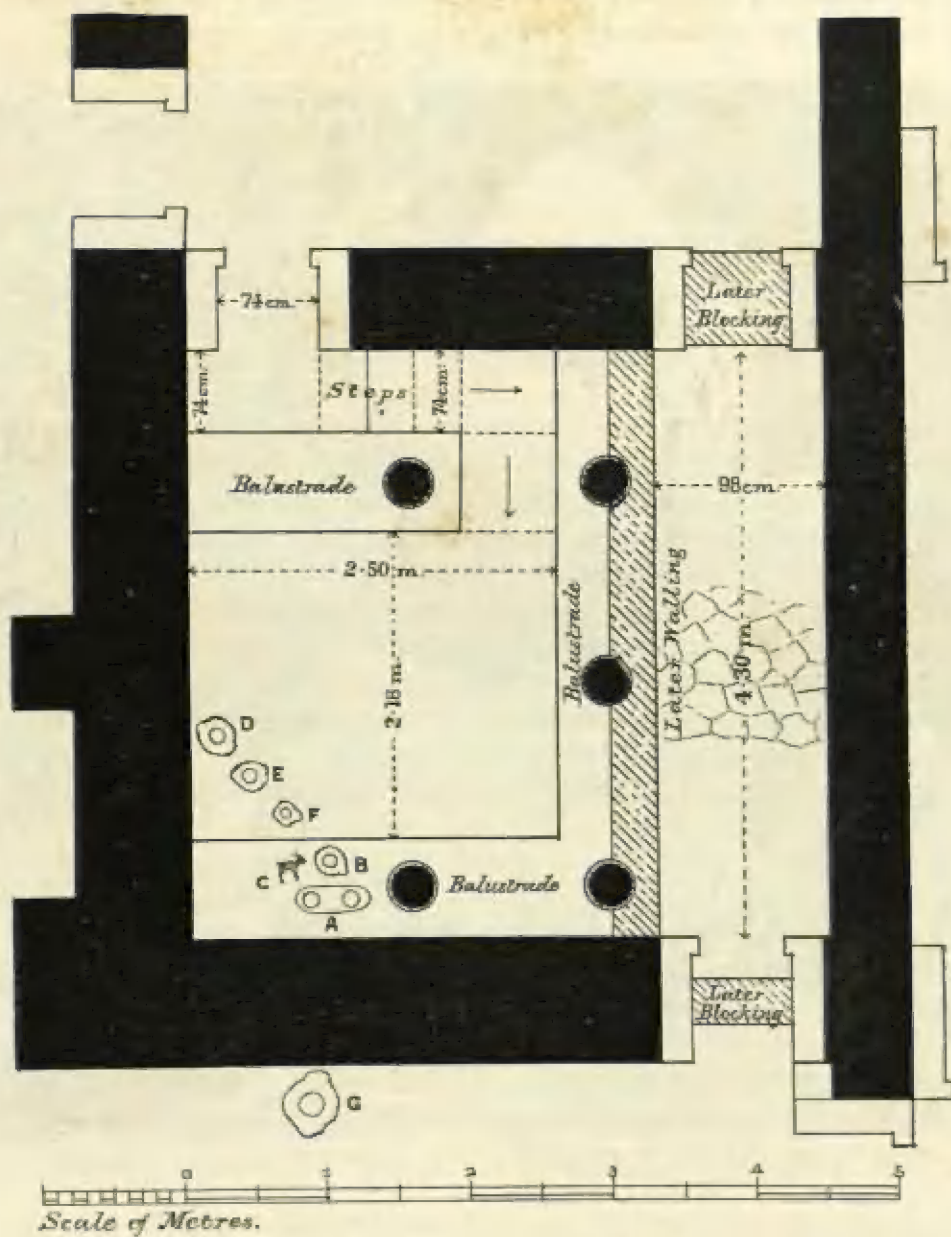 Later
Blocking
74cm.
74cm.
Steps
70cm.
Balustrade
98cm.
2·50 m.
Balustrade
Later Walling
4·30 m.
2·18 m.
D
E
F
B
C
A
Balustrade
Later
Blocking
G
0 1 2 3 4 5
Scale of Metres.